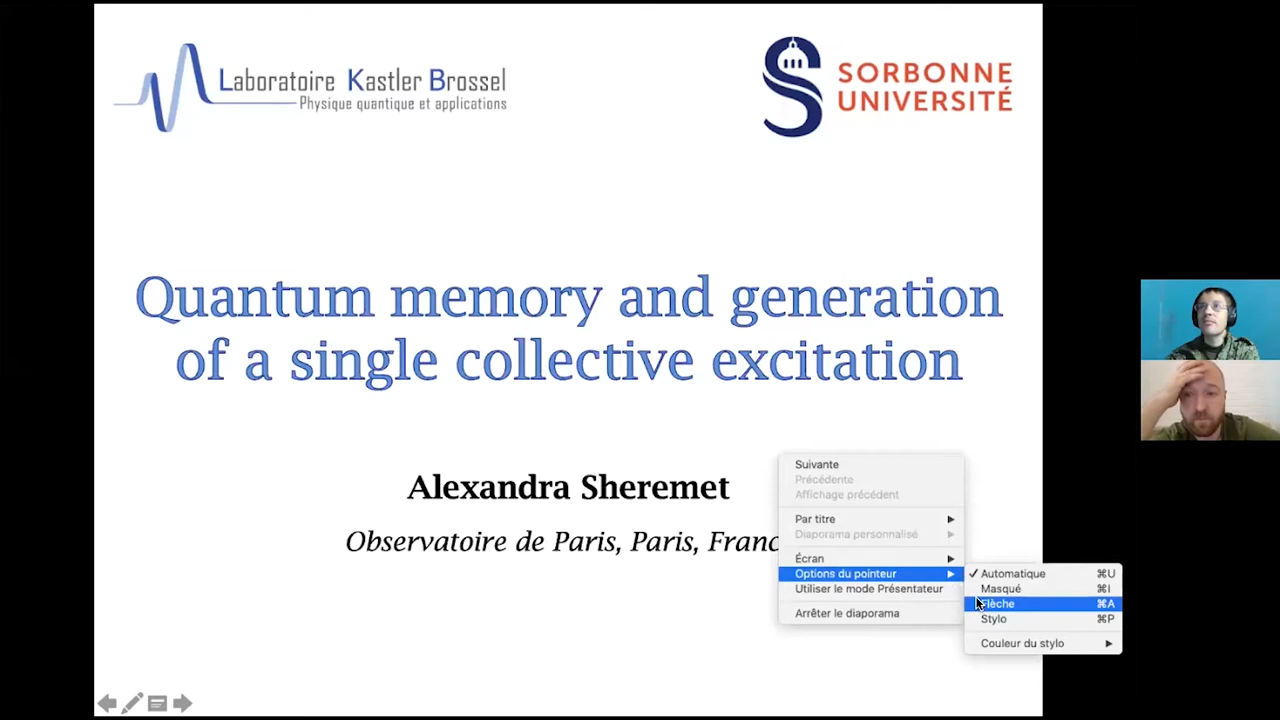 Laboratoire Kastler Brossel
Physique quantique et applications
SORBONNE
UNIVERSITÉ
Quantum memory and generation
of a single collective excitation
Alexandra Sheremet
Observatoire de Paris, Paris, Franc
Suivante
Précédente
Affichage précédent
Par titre
Diaporama personnalisé
Écran
Options du pointeur
Utiliser le mode Présentateur
Arrêter le diaporama
Automatique ⌘U
Masqué ⌘I
Flèche ⌘A
Stylo ⌘P
Couleur du stylo